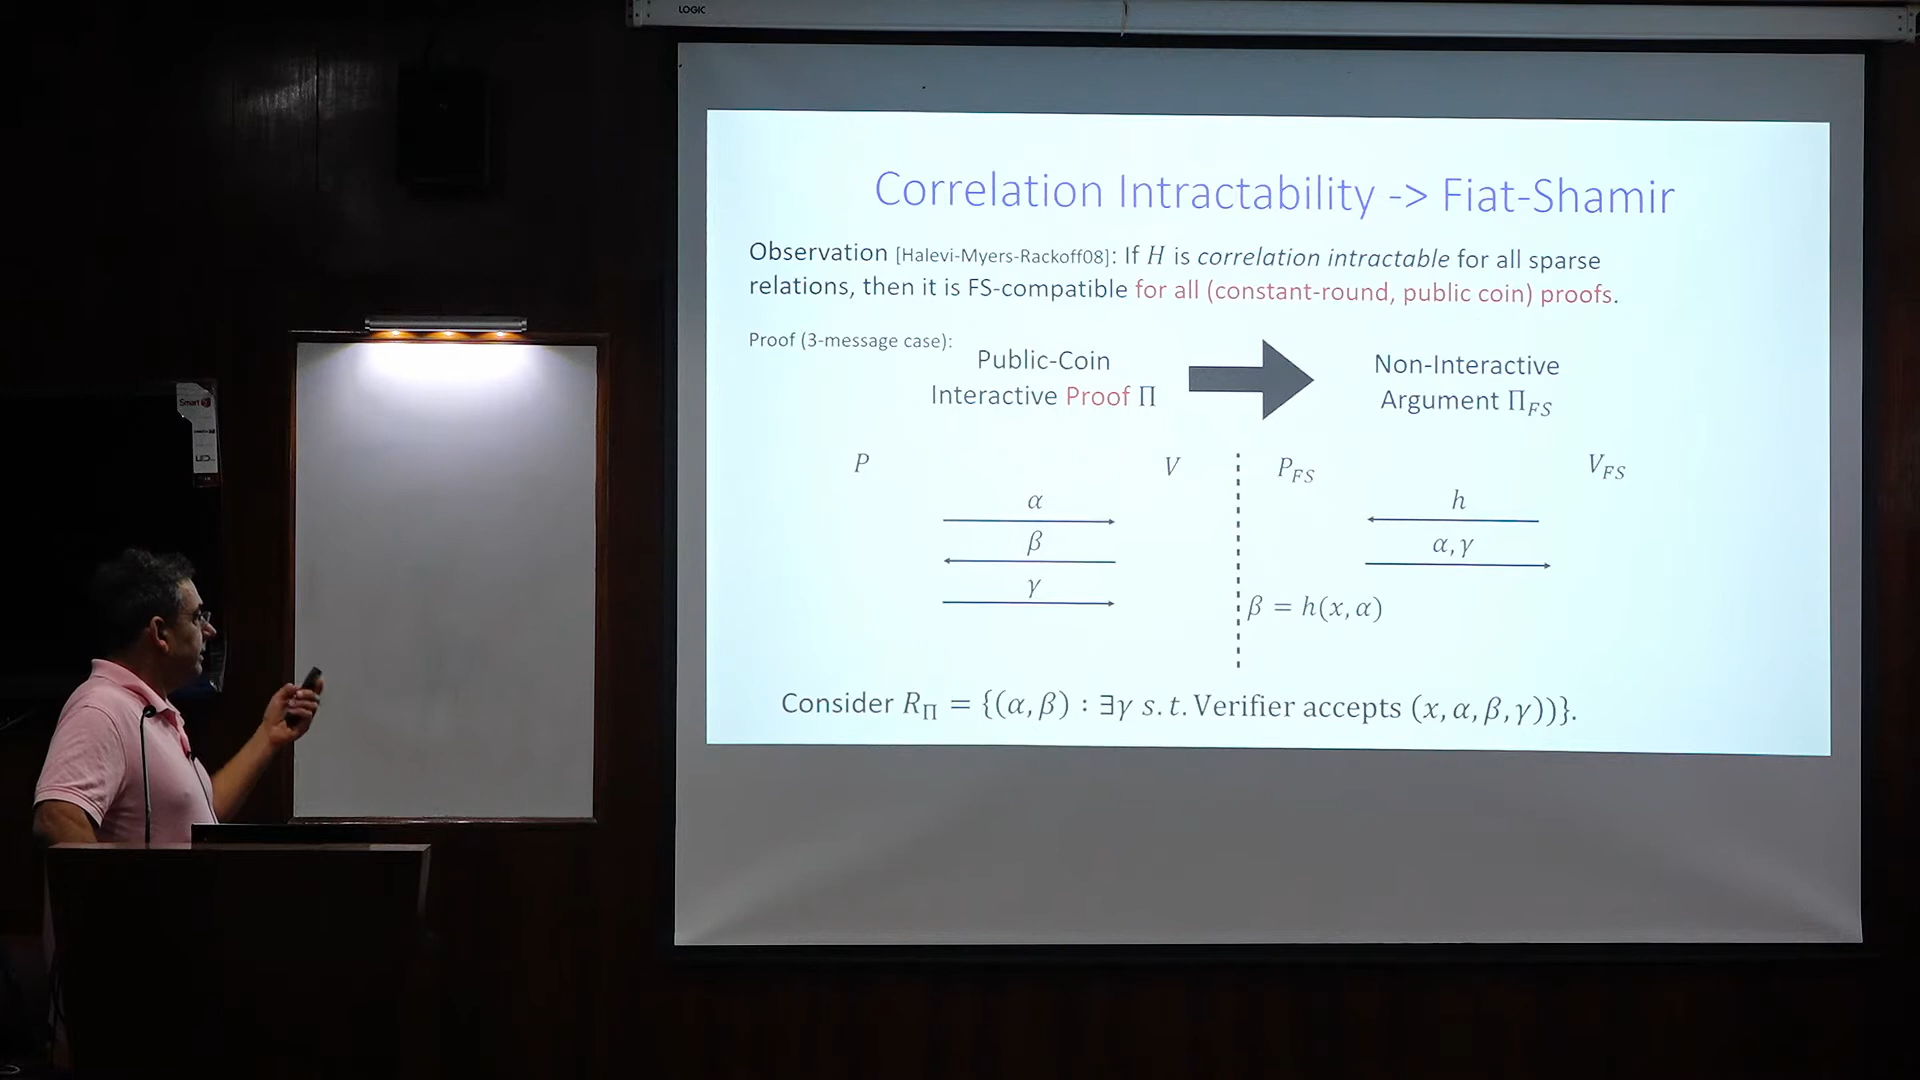 LOGIC
Correlation Intractability -> Fiat-Shamir
Observation [Halevi-Myers-Rackoff08]: If H is correlation intractable for all sparse
relations, then it is FS-compatible for all (constant-round, public coin) proofs.
Proof (3-message case):
Public-Coin
Interactive Proof Π
Non-Interactive
Argument Π_FS
P
V
P_FS
V_FS
α
β
γ
h
α, γ
β = h(x, α)
Consider R_Π = {(α, β) : ∃γ s.t. Verifier accepts (x, α, β, γ))}.
Smart
LED